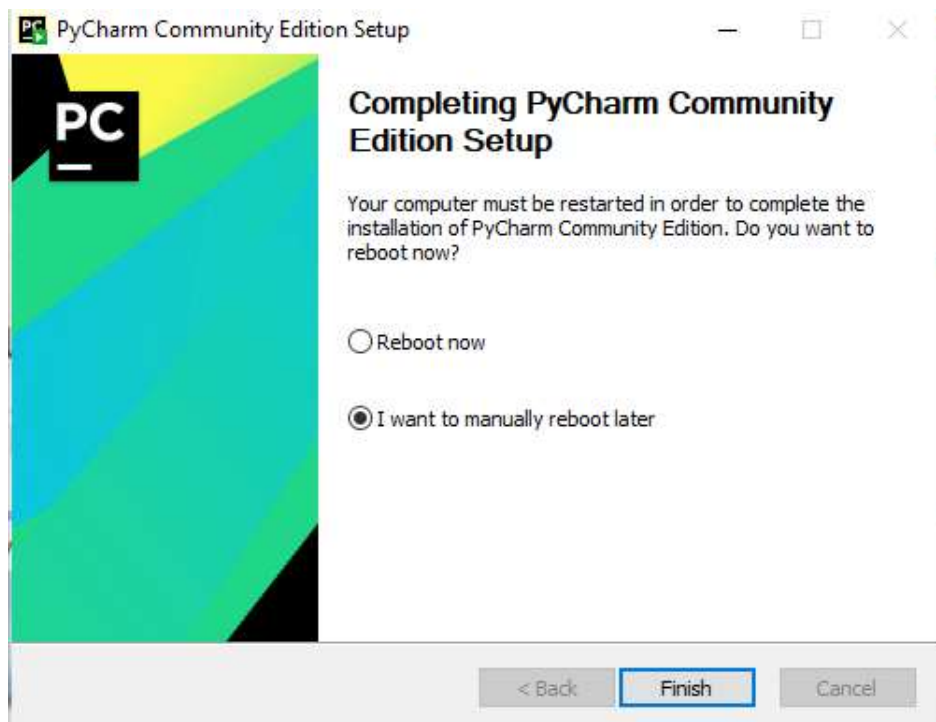 PyCharm Community Edition Setup
PC
Completing PyCharm Community
Edition Setup
Your computer must be restarted in order to complete the
installation of PyCharm Community Edition. Do you want to
reboot now?
Reboot now
I want to manually reboot later
< Back
Finish
Cancel